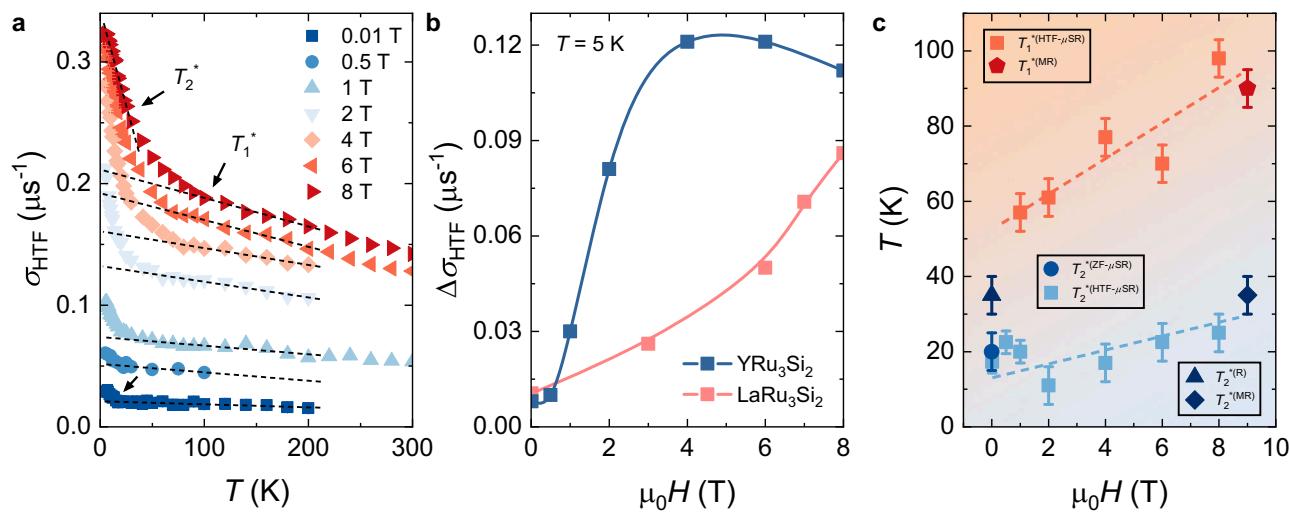 a
0.3
0.2
0.1
0.0
σHTF (μs⁻¹)
0
100
200
300
T (K)
T₂*
T₁*
0.01 T
0.5 T
1 T
2 T
4 T
6 T
8 T
b
T = 5 K
0.12
0.09
0.06
0.03
0.00
ΔσHTF (μs⁻¹)
0
2
4
6
8
μ₀H (T)
YRu₃Si₂
LaRu₃Si₂
c
100
80
60
40
20
0
T (K)
0
2
4
6
8
10
μ₀H (T)
T₁*(HTF-μSR)
T₁*(MR)
T₂*(ZF-μSR)
T₂*(HTF-μSR)
T₂*(R)
T₂*(MR)